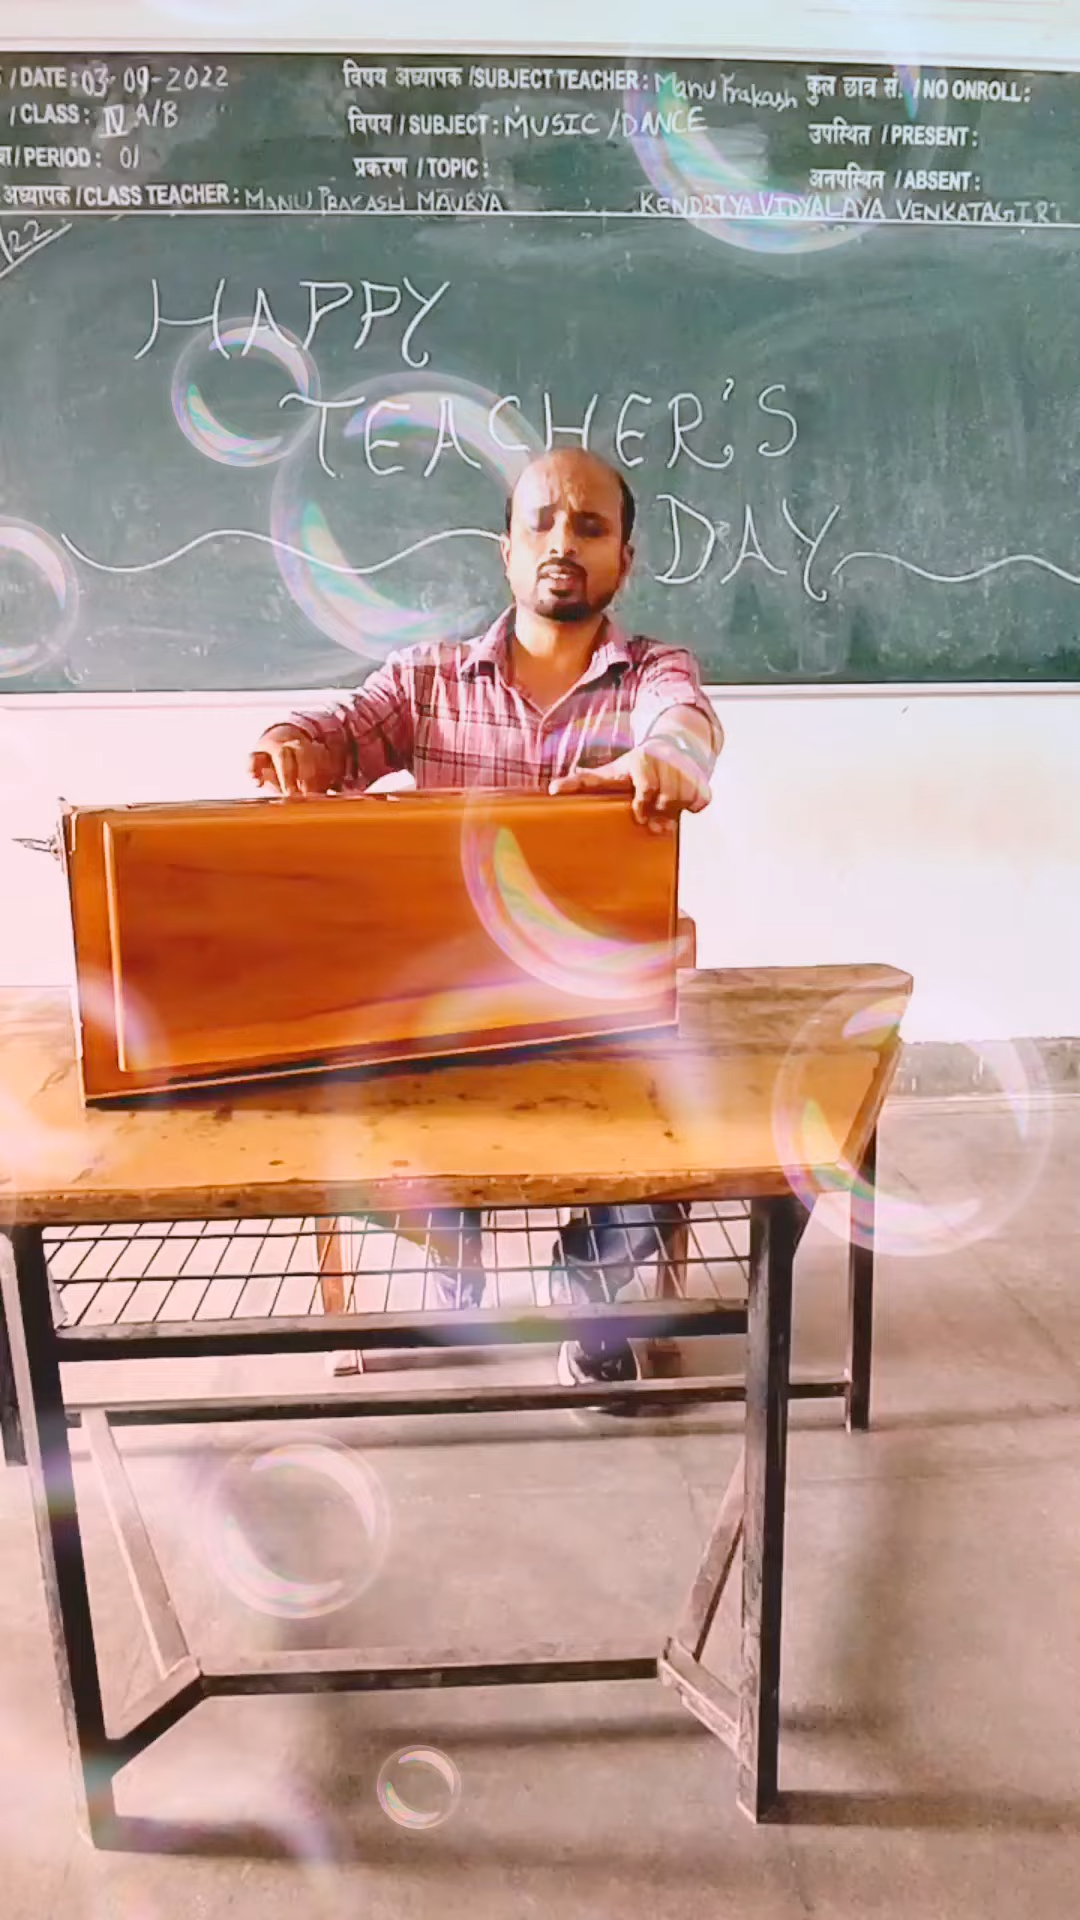 / DATE : 03-09-2022 विषय अध्यापक / SUBJECT TEACHER : Manu Prakash कुल छात्र सं. / NO ONROLL :
/ CLASS : IV A/B विषय / SUBJECT : MUSIC / DANCE उपस्थित / PRESENT :
/ PERIOD : 01 प्रकरण / TOPIC : अनुपस्थित / ABSENT :
अध्यापक / CLASS TEACHER : MANU PRAKASH MAURYA KENDRIYA VIDYALAYA VENKATAGIRI
/22
HAPPY
TEACHER'S
DAY